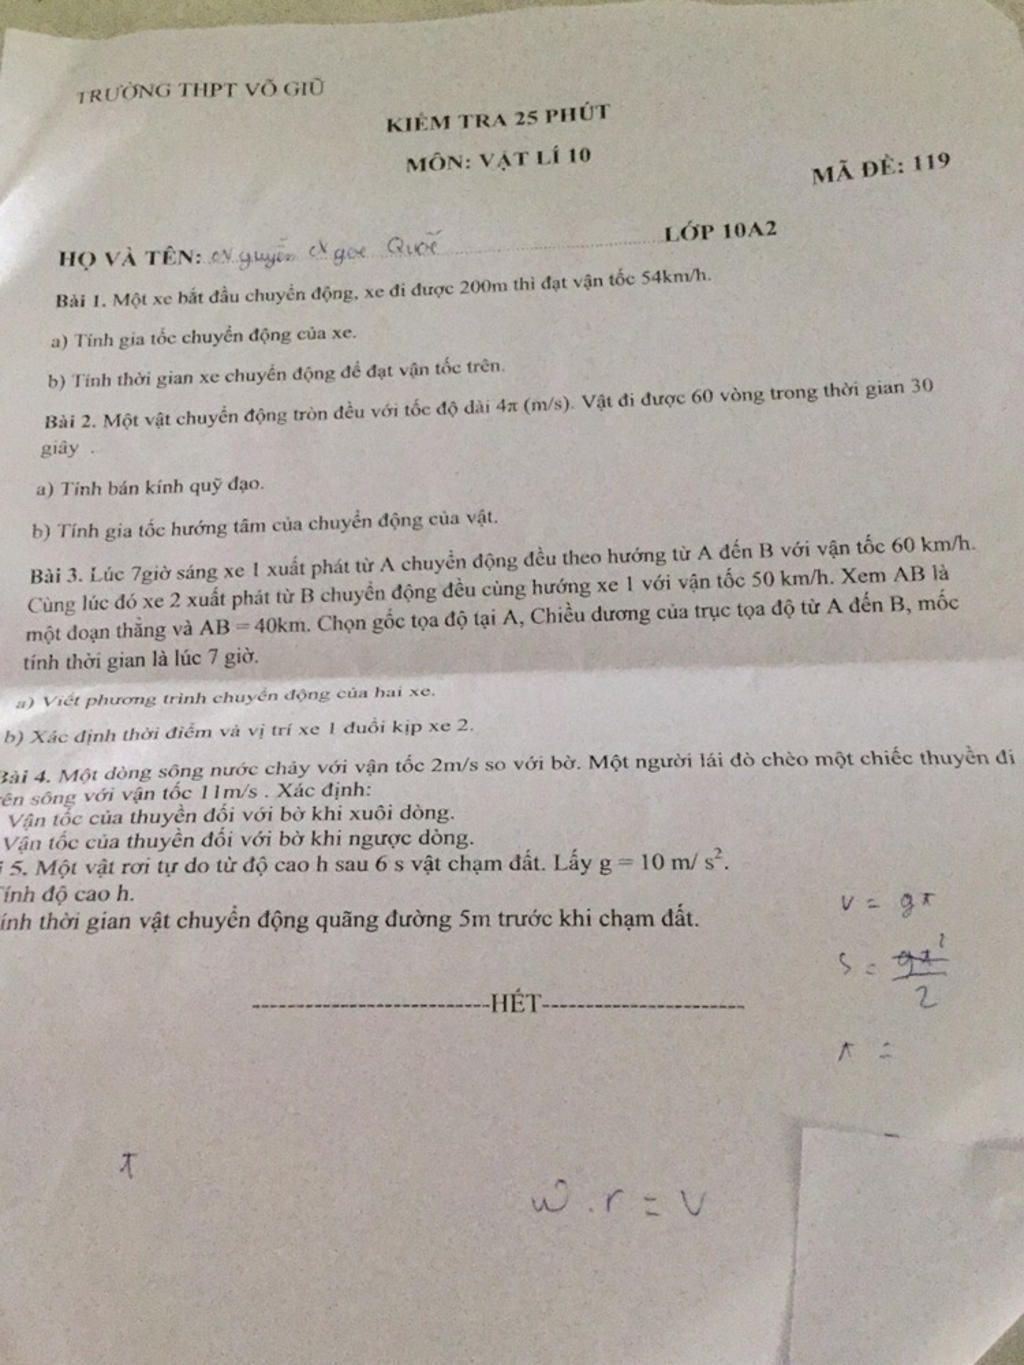 TRƯỜNG THPT VÕ GIỮ
KIỂM TRA 25 PHÚT
MÔN: VẬT LÍ 10
MÃ ĐỀ: 119
HỌ VÀ TÊN: Nguyễn Ngọc Quốc LỚP 10A2
Bài 1. Một xe bắt đầu chuyển động, xe đi được 200m thì đạt vận tốc 54km/h.
a) Tính gia tốc chuyển động của xe.
b) Tính thời gian xe chuyển động để đạt vận tốc trên.
Bài 2. Một vật chuyển động tròn đều với tốc độ dài 4π (m/s). Vật đi được 60 vòng trong thời gian 30
giây .
a) Tính bán kính quỹ đạo.
b) Tính gia tốc hướng tâm của chuyển động của vật.
Bài 3. Lúc 7giờ sáng xe 1 xuất phát từ A chuyển động đều theo hướng từ A đến B với vận tốc 60 km/h.
Cùng lúc đó xe 2 xuất phát từ B chuyển động đều cùng hướng xe 1 với vận tốc 50 km/h. Xem AB là
một đoạn thẳng và AB = 40km. Chọn gốc tọa độ tại A, Chiều dương của trục tọa độ từ A đến B, mốc
tính thời gian là lúc 7 giờ.
a) Viết phương trình chuyển động của hai xe.
b) Xác định thời điểm và vị trí xe 1 đuổi kịp xe 2.
Bài 4. Một dòng sông nước chảy với vận tốc 2m/s so với bờ. Một người lái đò chèo một chiếc thuyền đi
rên sông với vận tốc 11m/s . Xác định:
Vận tốc của thuyền đối với bờ khi xuôi dòng.
Vận tốc của thuyền đối với bờ khi ngược dòng.
i 5. Một vật rơi tự do từ độ cao h sau 6 s vật chạm đất. Lấy g = 10 m/ s².
Tính độ cao h.
ính thời gian vật chuyển động quãng đường 5m trước khi chạm đất.
v = gt
S = gt²
2
t =
HẾT
t
ω . r = v